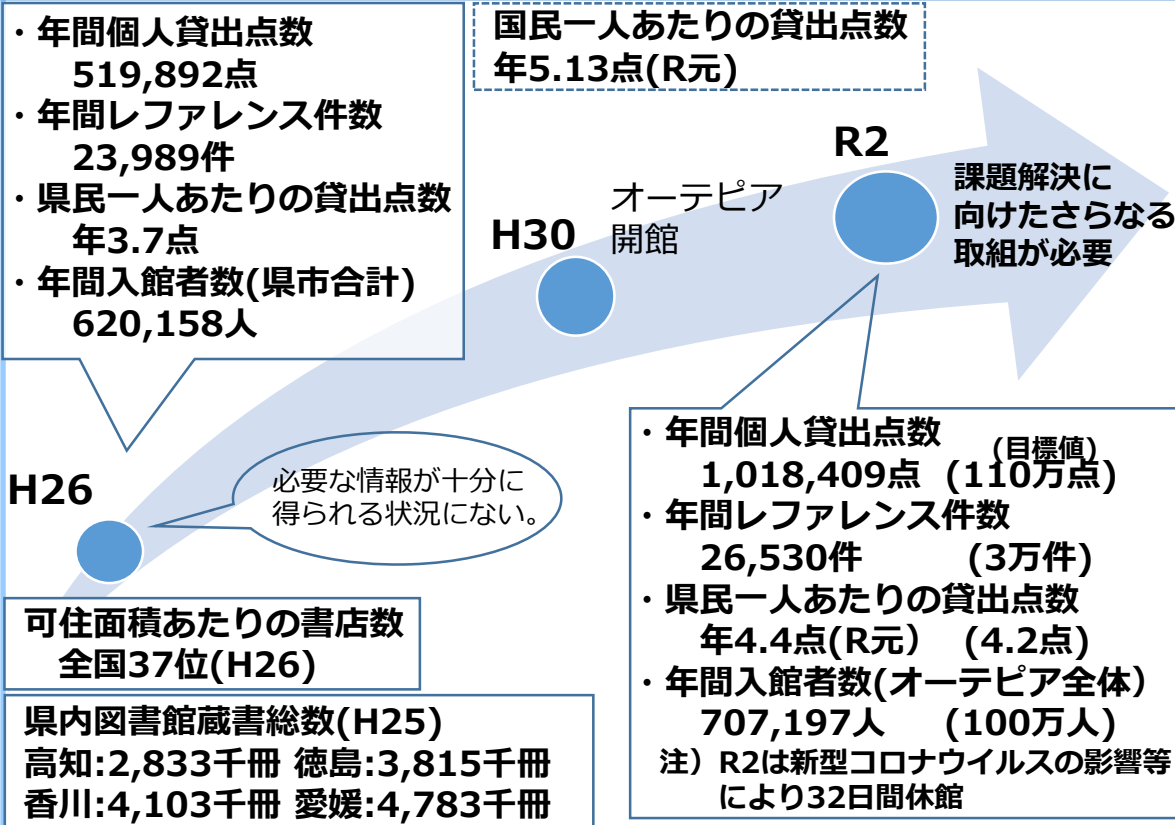 ・年間個人貸出点数
519,892点
・年間レファレンス件数
23,989件
・県民一人あたりの貸出点数
年3.7点
・年間入館者数(県市合計)
620,158人
国民一人あたりの貸出点数
年5.13点(R元)
R2
課題解決に
向けたさらなる
取組が必要
H30
オーテピア
開館
H26
必要な情報が十分に
得られる状況にない。
可住面積あたりの書店数
全国37位(H26)
県内図書館蔵書総数(H25)
高知:2,833千冊 徳島:3,815千冊
香川:4,103千冊 愛媛:4,783千冊
・年間個人貸出点数 (目標値)
1,018,409点 (110万点)
・年間レファレンス件数
26,530件 (3万件)
・県民一人あたりの貸出点数
年4.4点(R元） (4.2点)
・年間入館者数(オーテピア全体）
707,197人 (100万人)
注）R2は新型コロナウイルスの影響等
により32日間休館